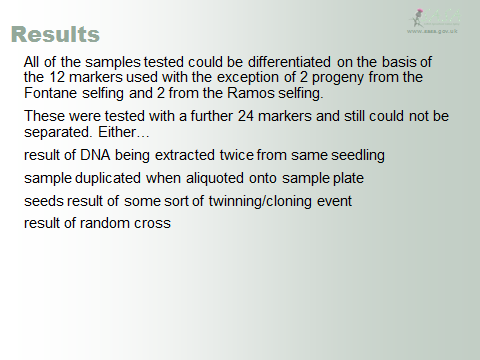 www.sasa.gov.uk
Results
All of the samples tested could be differentiated on the basis of
the 12 markers used with the exception of 2 progeny from the
Fontane selfing and 2 from the Ramos selfing.
These were tested with a further 24 markers and still could not be
separated. Either…
result of DNA being extracted twice from same seedling
sample duplicated when aliquoted onto sample plate
seeds result of some sort of twinning/cloning event
result of random cross